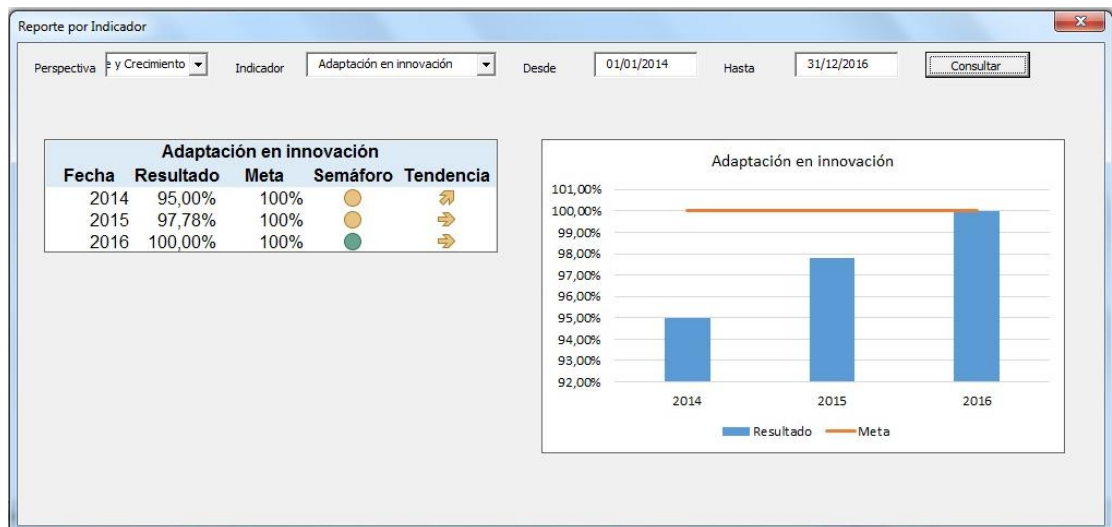 Reporte por Indicador
Perspectiva e y Crecimiento Indicador Adaptación en innovación Desde 01/01/2014 Hasta 31/12/2016 Consultar
Adaptación en innovación
Fecha Resultado Meta Semáforo Tendencia
2014 95,00% 100%
2015 97,78% 100%
2016 100,00% 100%
Adaptación en innovación
101,00%
100,00%
99,00%
98,00%
97,00%
96,00%
95,00%
94,00%
93,00%
92,00%
2014 2015 2016
Resultado Meta